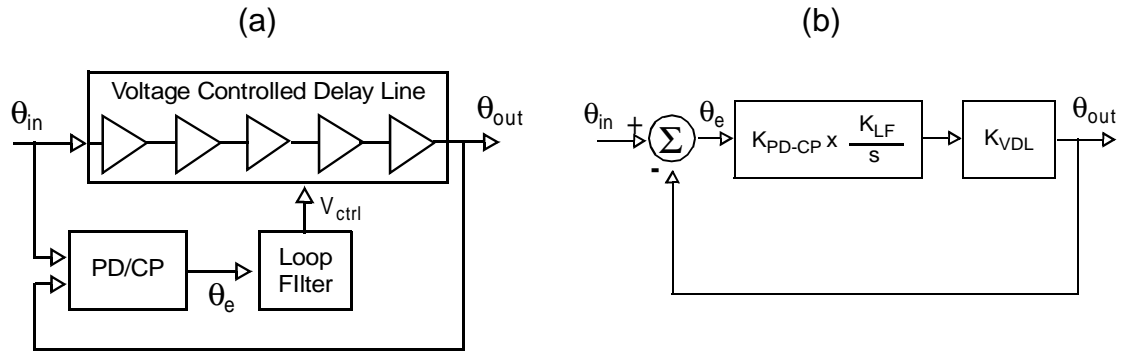 (a)
Voltage Controlled Delay Line
θin
θout
Vctrl
PD/CP
θe
Loop
FIlter
(b)
θin
+
Σ
-
θe
KPD-CP x KLF
s
KVDL
θout